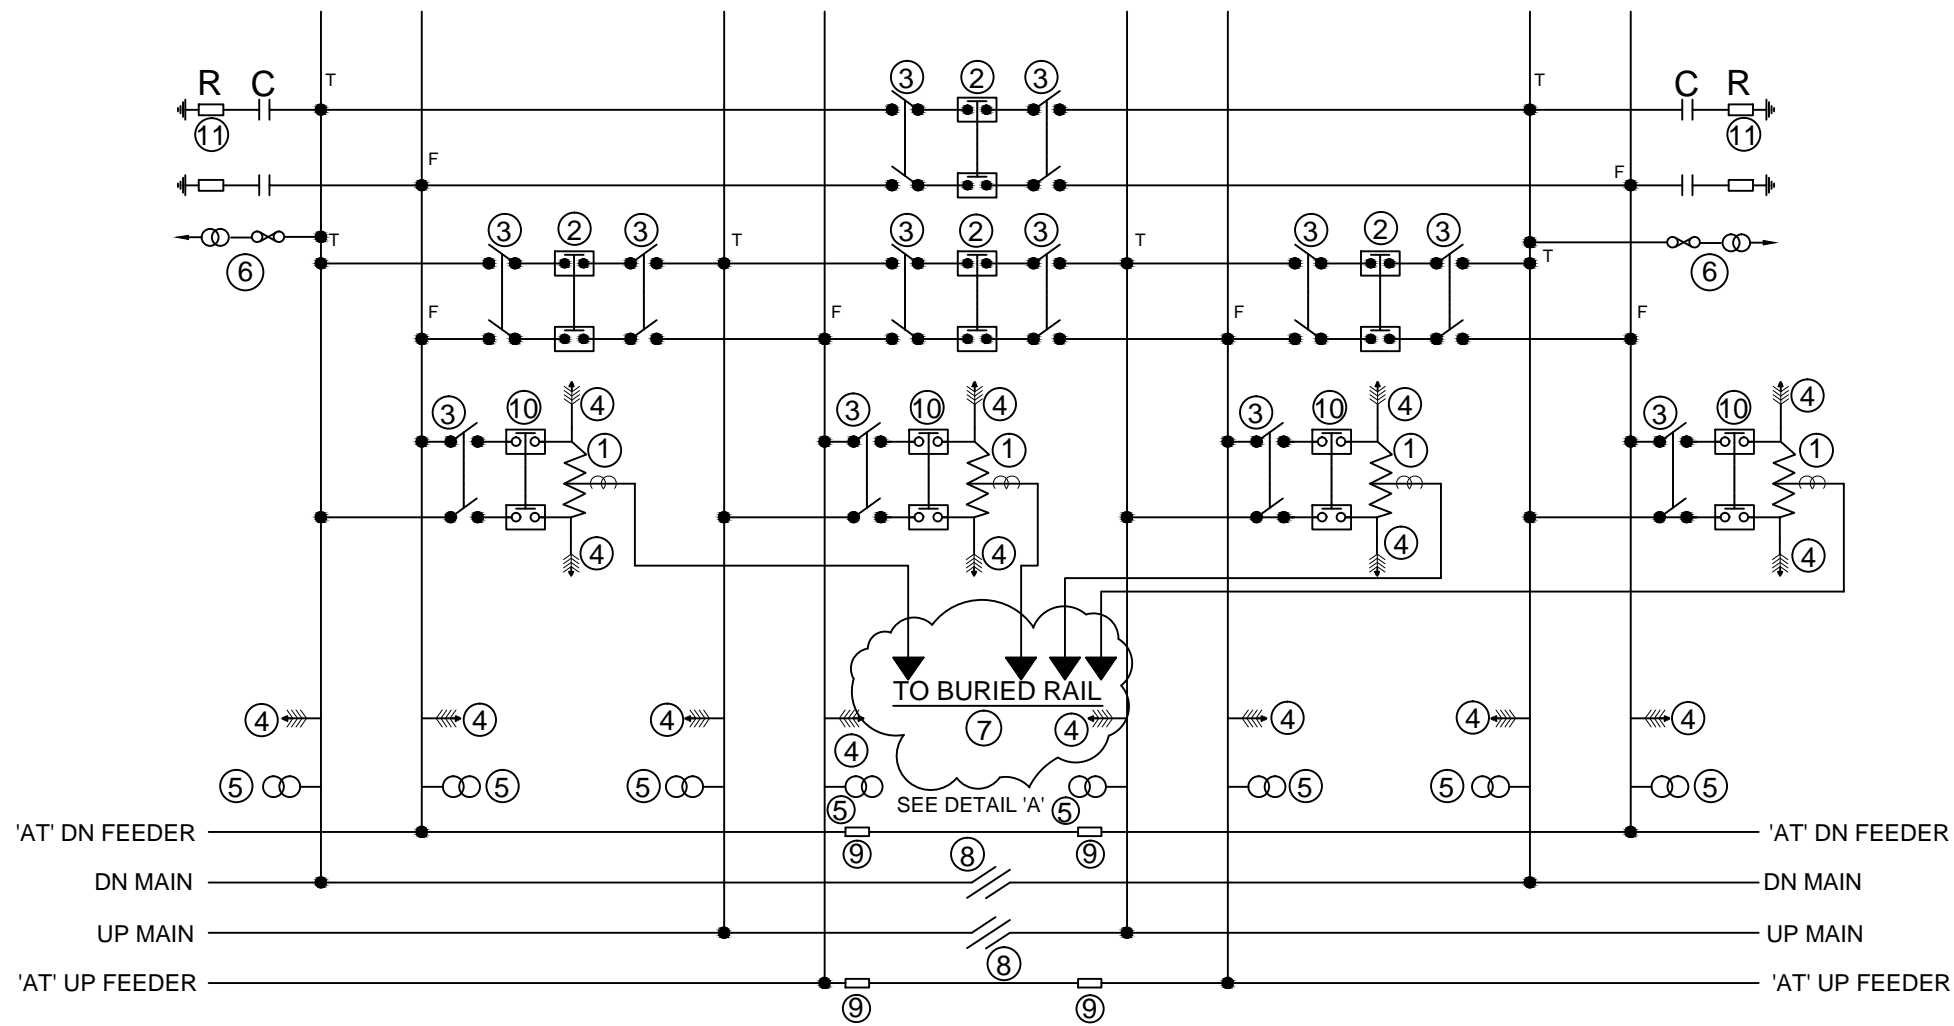 R C T 3 2 3 T C R
11 11
F F
T 3 2 3 T 3 2 3 T 3 2 3 T
6 6
F F F F
3 10 4 3 10 4 3 10 4 3 10 4
1 1 1 1
4 4 4 4
TO BURIED RAIL
4 4 4 7 4 4 4 4
4
5 5 5 5 5 5
5 SEE DETAIL 'A' 5
'AT' DN FEEDER 'AT' DN FEEDER
9 8 9
DN MAIN DN MAIN
UP MAIN UP MAIN
8
'AT' UP FEEDER 'AT' UP FEEDER
9 9